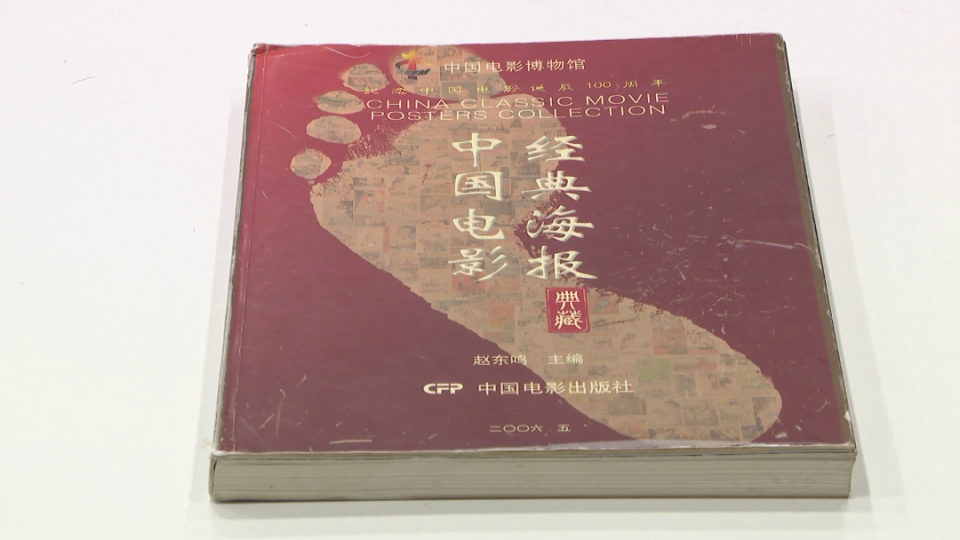 中国电影博物馆
纪念中国电影诞辰100周年
CHINA CLASSIC MOVIE
POSTERS COLLECTION
中国电影
经典海报
典藏
赵东鸣 主编
CFP 中国电影出版社
二〇〇六.五